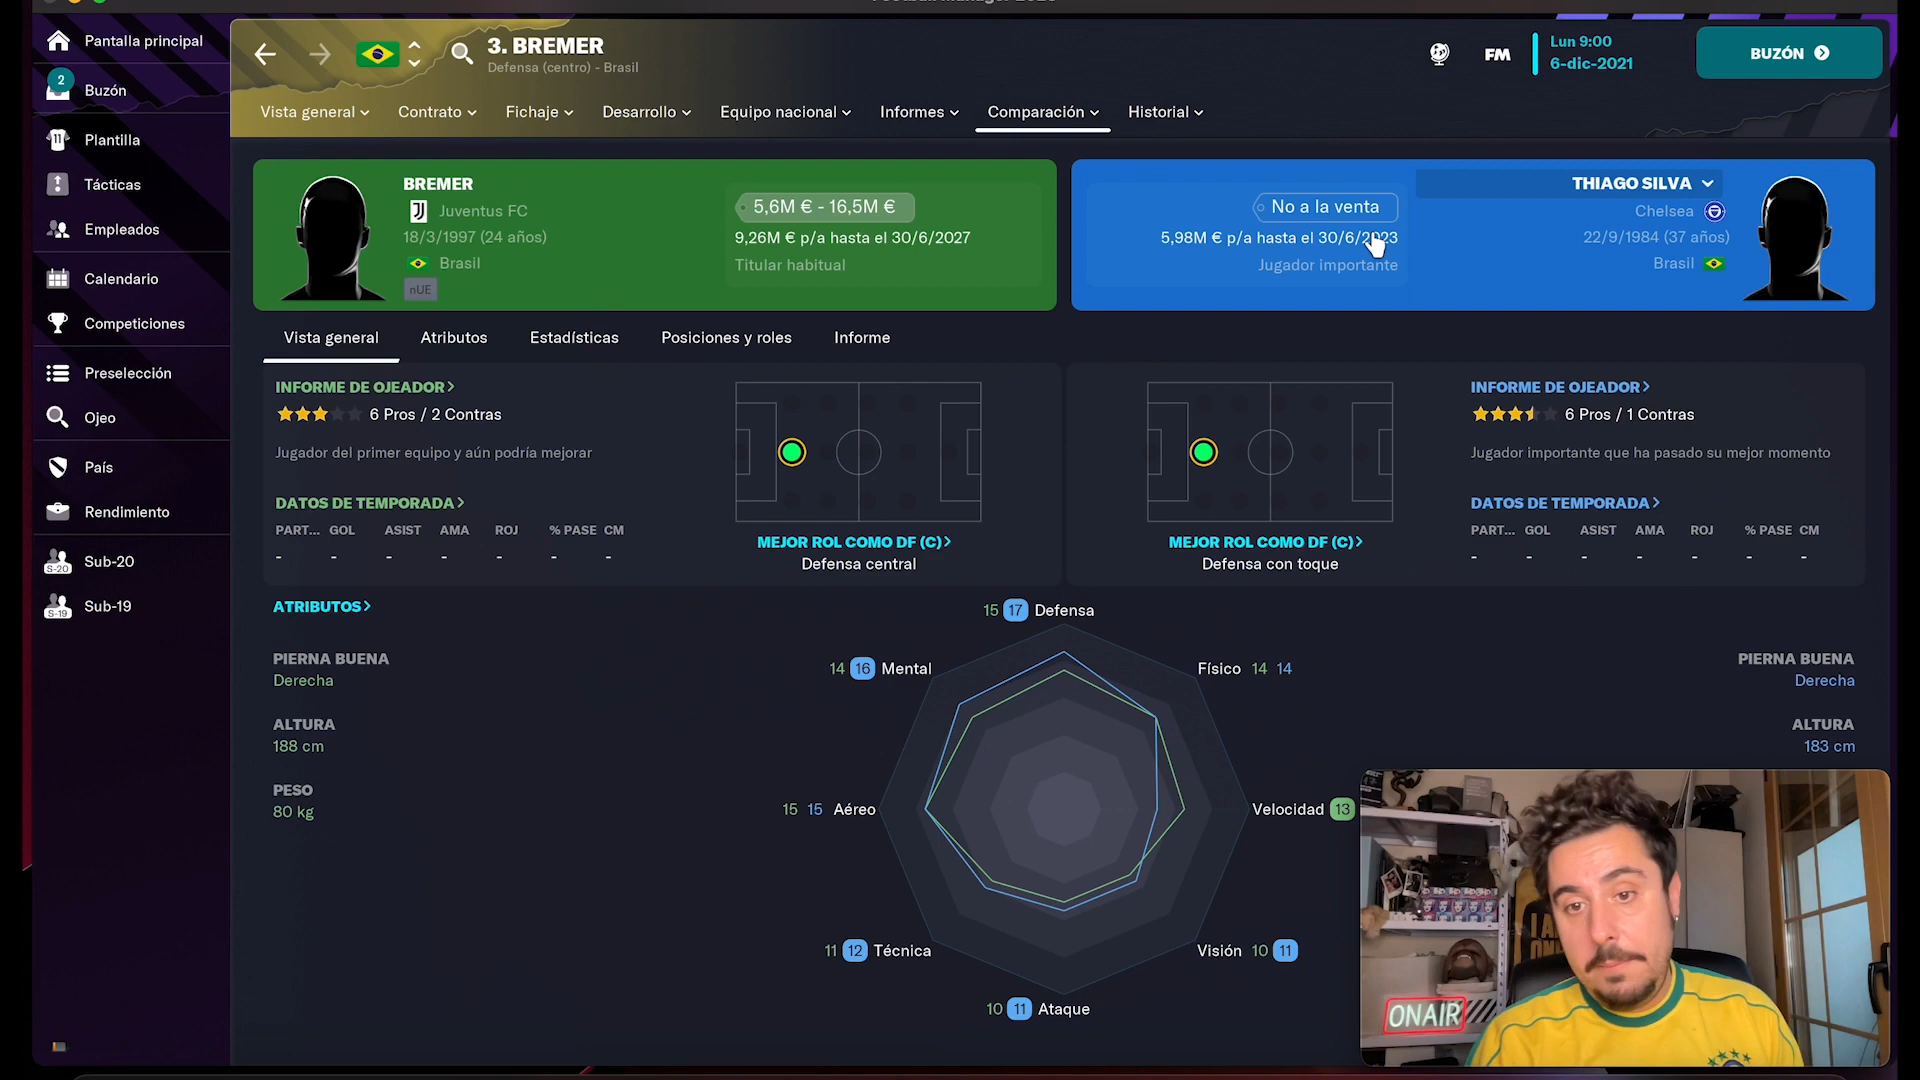 Pantalla principal
2
Buzón
11
Plantilla
Tácticas
Empleados
Calendario
Competiciones
Preselección
Ojeo
País
Rendimiento
S-20
Sub-20
S-19
Sub-19
3. BREMER
Defensa (centro) - Brasil
FM
Lun 9:00
6-dic-2021
BUZÓN
Vista general
Contrato
Fichaje
Desarrollo
Equipo nacional
Informes
Comparación
Historial
BREMER
Juventus FC
18/3/1997 (24 años)
Brasil
nUE
5,6M € - 16,5M €
9,26M € p/a hasta el 30/6/2027
Titular habitual
No a la venta
5,98M € p/a hasta el 30/6/2023
Jugador importante
THIAGO SILVA
Chelsea
22/9/1984 (37 años)
Brasil
Vista general
Atributos
Estadísticas
Posiciones y roles
Informe
INFORME DE OJEADOR
6 Pros / 2 Contras
Jugador del primer equipo y aún podría mejorar
DATOS DE TEMPORADA
PART... GOL ASIST AMA ROJ % PASE CM
- - - - - - -
MEJOR ROL COMO DF (C)
Defensa central
MEJOR ROL COMO DF (C)
Defensa con toque
INFORME DE OJEADOR
6 Pros / 1 Contras
Jugador importante que ha pasado su mejor momento
DATOS DE TEMPORADA
PART... GOL ASIST AMA ROJ % PASE CM
- - - - - - -
ATRIBUTOS
PIERNA BUENA
Derecha
ALTURA
188 cm
PESO
80 kg
15 17 Defensa
14 16 Mental
Físico 14 14
15 15 Aéreo
Velocidad 13
11 12 Técnica
Visión 10 11
10 11 Ataque
PIERNA BUENA
Derecha
ALTURA
183 cm
ONAIR